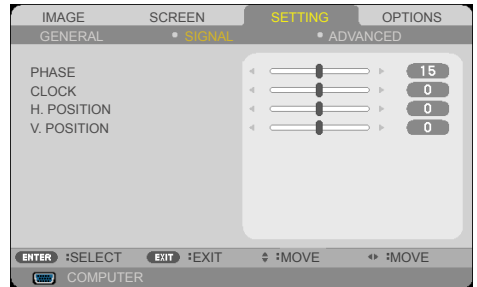 IMAGE SCREEN SETTING OPTIONS
GENERAL • SIGNAL • ADVANCED
PHASE 15
CLOCK 0
H. POSITION 0
V. POSITION 0
ENTER :SELECT EXIT :EXIT :MOVE :MOVE
COMPUTER